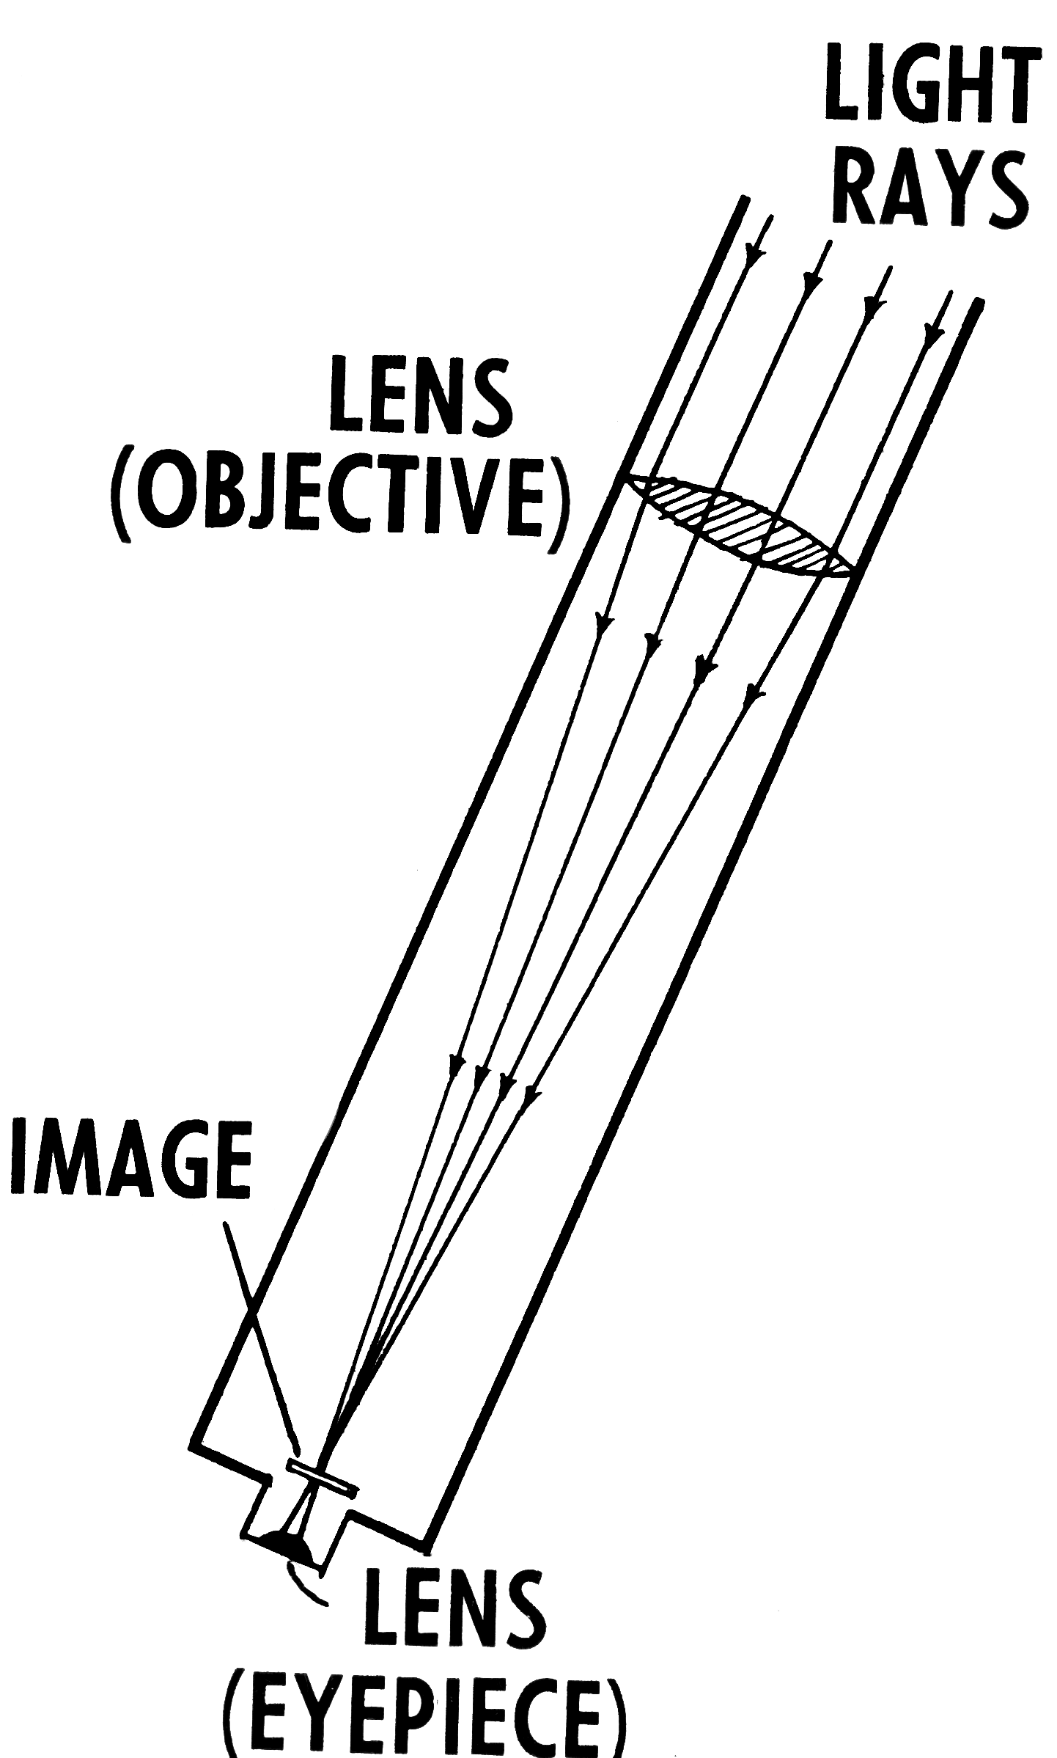 LIGHT
RAYS
LENS
(OBJECTIVE)
IMAGE
LENS
(EYEPIECE)